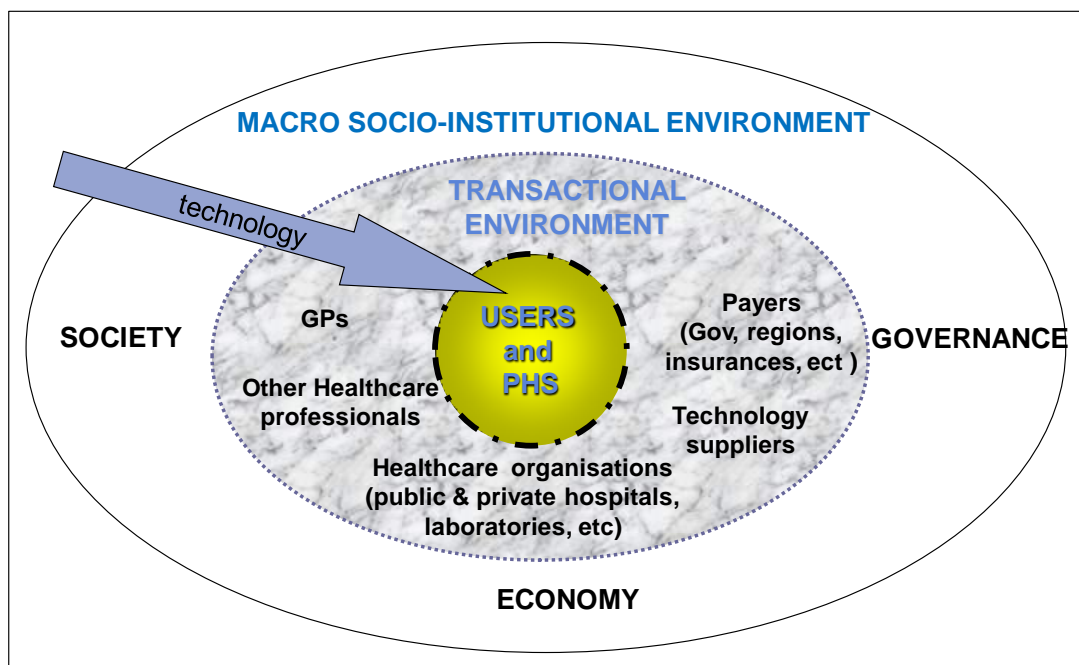 MACRO SOCIO-INSTITUTIONAL ENVIRONMENT
technology
TRANSACTIONAL
ENVIRONMENT
SOCIETY
GPs
Other Healthcare
professionals
USERS
and
PHS
Payers
(Gov, regions,
insurances, ect )
GOVERNANCE
Technology
suppliers
Healthcare organisations
(public & private hospitals,
laboratories, etc)
ECONOMY